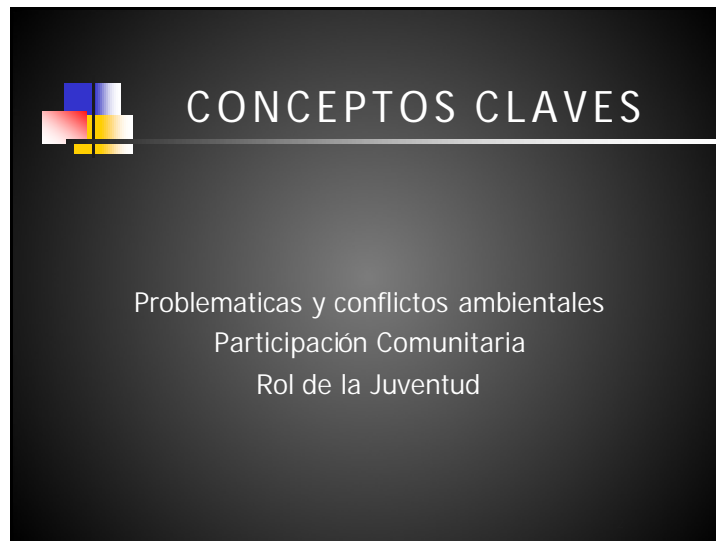 CONCEPTOS CLAVES
Problematicas y conflictos ambientales
Participación Comunitaria
Rol de la Juventud